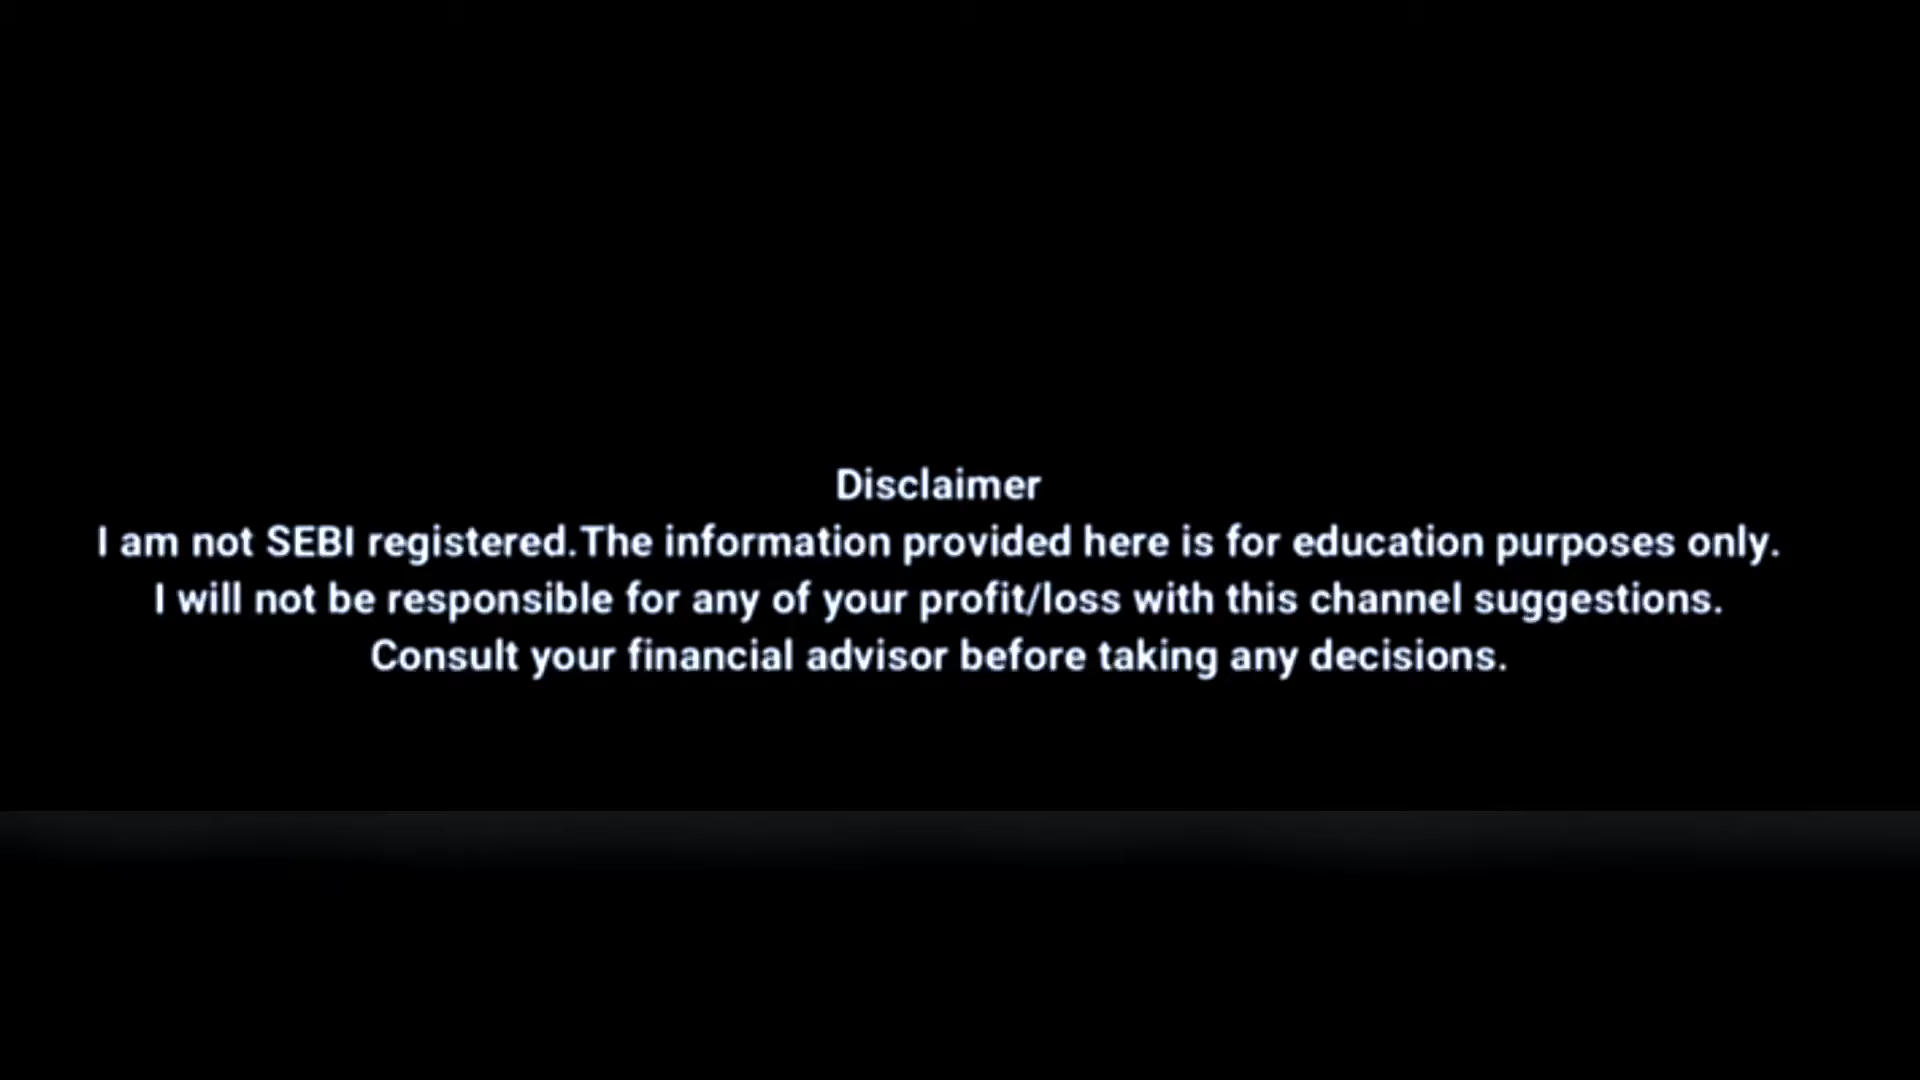 Disclaimer
I am not SEBI registered.The information provided here is for education purposes only.
I will not be responsible for any of your profit/loss with this channel suggestions.
Consult your financial advisor before taking any decisions.